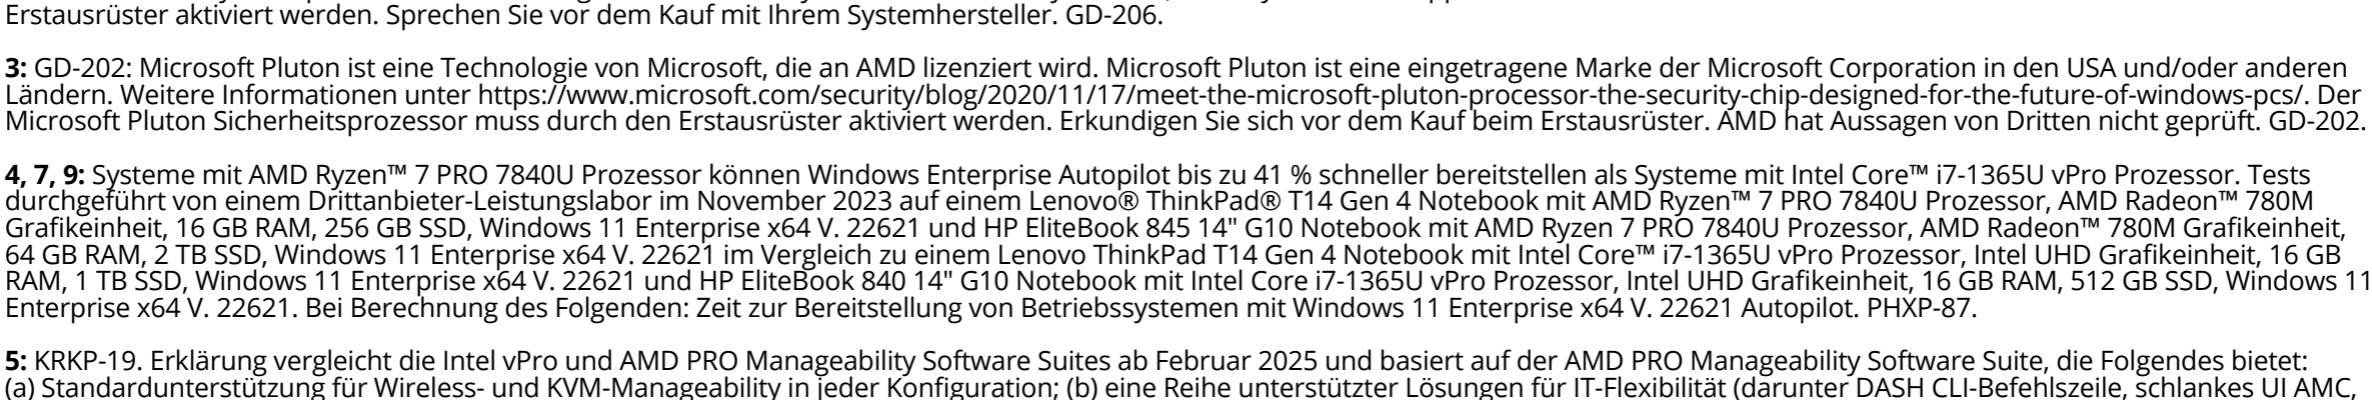 Erstausrüster aktiviert werden. Sprechen Sie vor dem Kauf mit Ihrem Systemhersteller. GD-206.
3: GD-202: Microsoft Pluton ist eine Technologie von Microsoft, die an AMD lizenziert wird. Microsoft Pluton ist eine eingetragene Marke der Microsoft Corporation in den USA und/oder anderen
Ländern. Weitere Informationen unter https://www.microsoft.com/security/blog/2020/11/17/meet-the-microsoft-pluton-processor-the-security-chip-designed-for-the-future-of-windows-pcs/. Der
Microsoft Pluton Sicherheitsprozessor muss durch den Erstausrüster aktiviert werden. Erkundigen Sie sich vor dem Kauf beim Erstausrüster. AMD hat Aussagen von Dritten nicht geprüft. GD-202.
4, 7, 9: Systeme mit AMD Ryzen™ 7 PRO 7840U Prozessor können Windows Enterprise Autopilot bis zu 41 % schneller bereitstellen als Systeme mit Intel Core™ i7-1365U vPro Prozessor. Tests
durchgeführt von einem Drittanbieter-Leistungslabor im November 2023 auf einem Lenovo® ThinkPad® T14 Gen 4 Notebook mit AMD Ryzen™ 7 PRO 7840U Prozessor, AMD Radeon™ 780M
Grafikeinheit, 16 GB RAM, 256 GB SSD, Windows 11 Enterprise x64 V. 22621 und HP EliteBook 845 14" G10 Notebook mit AMD Ryzen 7 PRO 7840U Prozessor, AMD Radeon™ 780M Grafikeinheit,
64 GB RAM, 2 TB SSD, Windows 11 Enterprise x64 V. 22621 im Vergleich zu einem Lenovo ThinkPad T14 Gen 4 Notebook mit Intel Core™ i7-1365U vPro Prozessor, Intel UHD Grafikeinheit, 16 GB
RAM, 1 TB SSD, Windows 11 Enterprise x64 V. 22621 und HP EliteBook 840 14" G10 Notebook mit Intel Core i7-1365U vPro Prozessor, Intel UHD Grafikeinheit, 16 GB RAM, 512 GB SSD, Windows 11
Enterprise x64 V. 22621. Bei Berechnung des Folgenden: Zeit zur Bereitstellung von Betriebssystemen mit Windows 11 Enterprise x64 V. 22621 Autopilot. PHXP-87.
5: KRKP-19. Erklärung vergleicht die Intel vPro und AMD PRO Manageability Software Suites ab Februar 2025 und basiert auf der AMD PRO Manageability Software Suite, die Folgendes bietet:
(a) Standardunterstützung für Wireless- und KVM-Manageability in jeder Konfiguration; (b) eine Reihe unterstützter Lösungen für IT-Flexibilität (darunter DASH CLI-Befehlszeile, schlankes UI AMC,